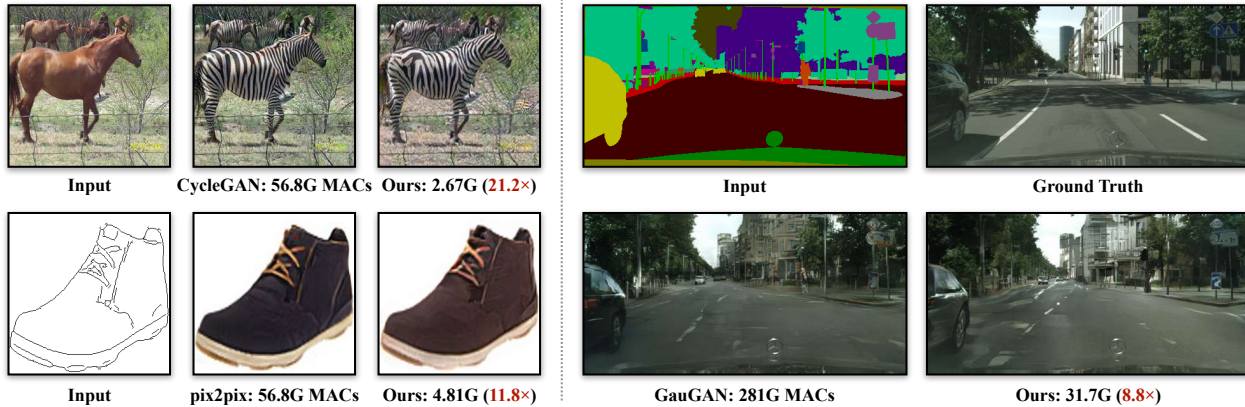 Input
CycleGAN: 56.8G MACs
Ours: 2.67G (21.2×)
Input
pix2pix: 56.8G MACs
Ours: 4.81G (11.8×)
Input
Ground Truth
GauGAN: 281G MACs
Ours: 31.7G (8.8×)